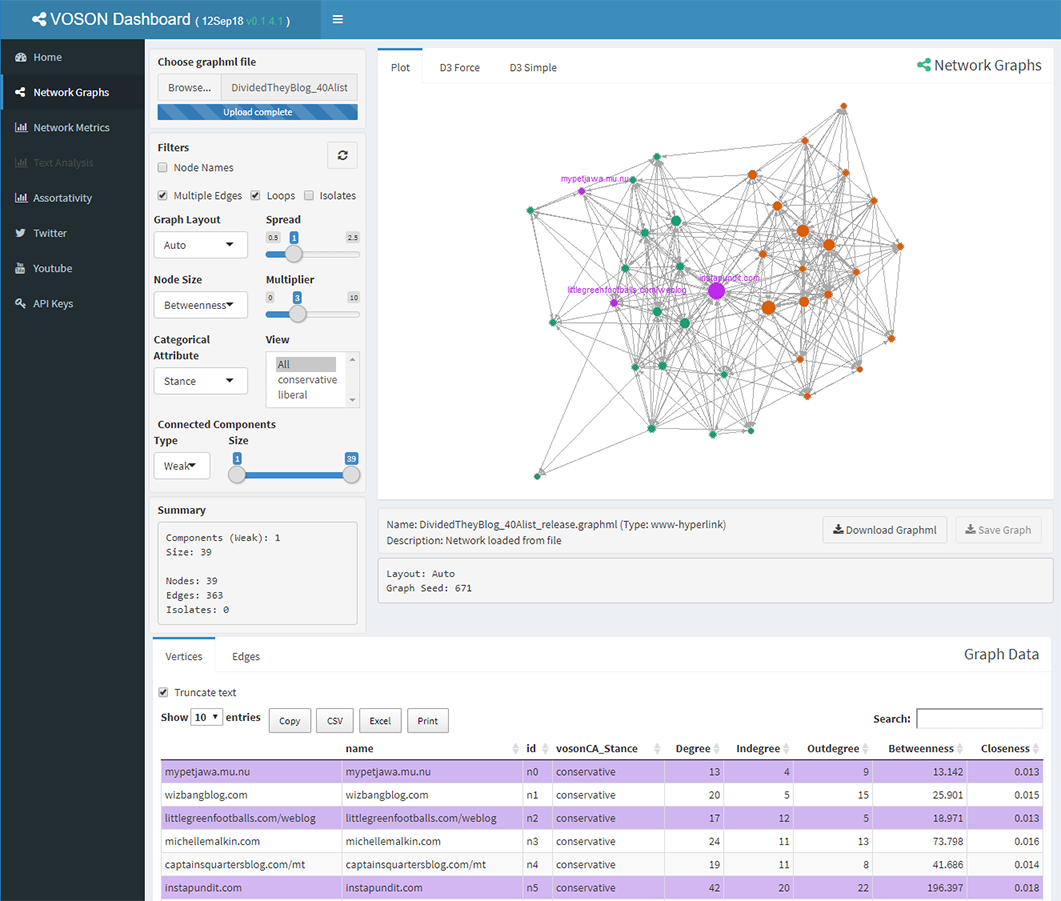 VOSON Dashboard ( 12Sep18 v0.1.4.1 )
Home
Network Graphs
Network Metrics
Text Analysis
Assortativity
Twitter
Youtube
API Keys
Choose graphml file
Browse... DividedTheyBlog_40Alist
Upload complete
Filters
Node Names
Multiple Edges Loops Isolates
Graph Layout Spread
Auto 0.5 1 2.5
Node Size Multiplier
Betweenness 0 3 10
Categorical Attribute View
Stance
All
conservative
liberal
Connected Components
Type Size
Weak 1 39
Summary
Components (Weak): 1
Size: 39
Nodes: 39
Edges: 363
Isolates: 0
Plot D3 Force D3 Simple Network Graphs
mypetjawa.mu.nu
instapundit.com
littlegreenfootballs.com/weblog
Name: DividedTheyBlog_40Alist_release.graphml (Type: www-hyperlink)
Description: Network loaded from file
Download Graphml Save Graph
Layout: Auto
Graph Seed: 671
Vertices Edges Graph Data
Truncate text
Show 10 entries Copy CSV Excel Print Search:
name id vosonCA_Stance Degree Indegree Outdegree Betweenness Closeness
mypetjawa.mu.nu mypetjawa.mu.nu n0 conservative 13 4 9 13.142 0.013
wizbangblog.com wizbangblog.com n1 conservative 20 5 15 25.901 0.015
littlegreenfootballs.com/weblog littlegreenfootballs.com/weblog n2 conservative 17 12 5 18.971 0.013
michellemalkin.com michellemalkin.com n3 conservative 24 11 13 73.798 0.016
captainsquartersblog.com/mt captainsquartersblog.com/mt n4 conservative 19 11 8 41.686 0.014
instapundit.com instapundit.com n5 conservative 42 20 22 196.397 0.018